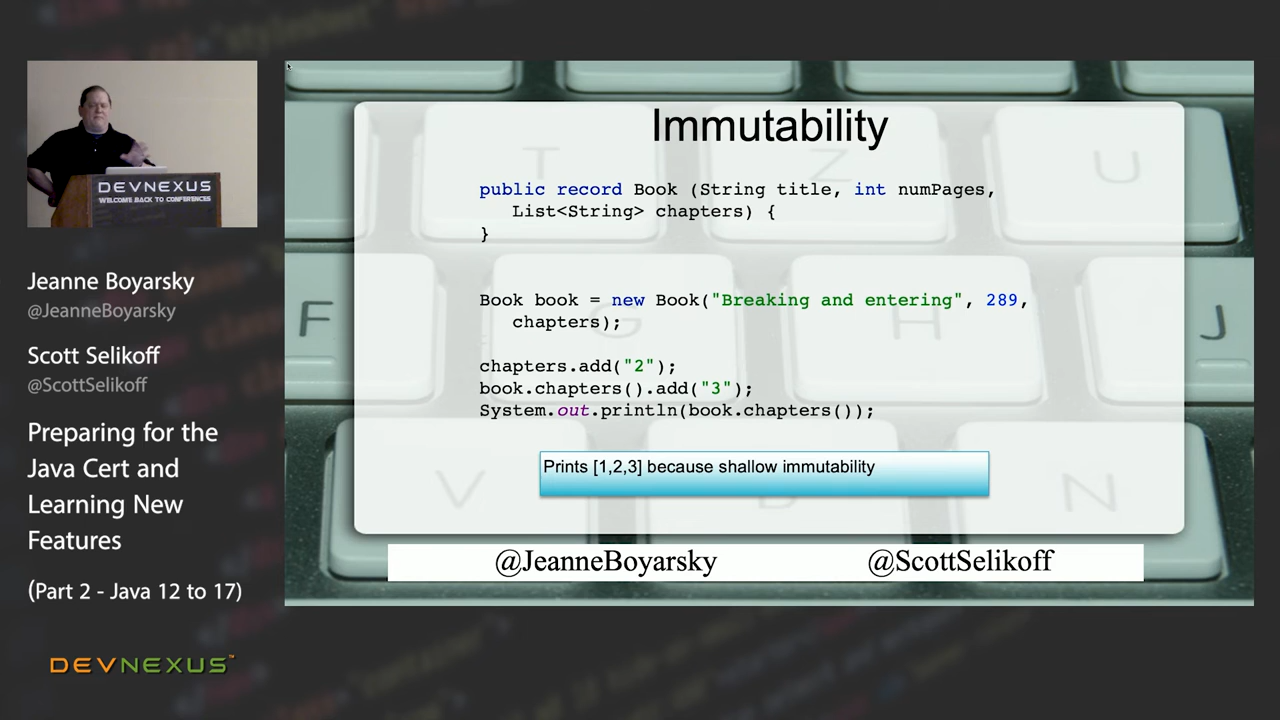 DEVNEXUS
WELCOME BACK TO CONFERENCES
Jeanne Boyarsky
@JeanneBoyarsky
Scott Selikoff
@ScottSelikoff
Preparing for the
Java Cert and
Learning New
Features
(Part 2 - Java 12 to 17)
DEVNEXUS™
Immutability
public record Book (String title, int numPages,
List<String> chapters) {
}
Book book = new Book("Breaking and entering", 289,
chapters);
chapters.add("2");
book.chapters().add("3");
System.out.println(book.chapters());
Prints [1,2,3] because shallow immutability
@JeanneBoyarsky @ScottSelikoff
T Z U
F G H J
V B N